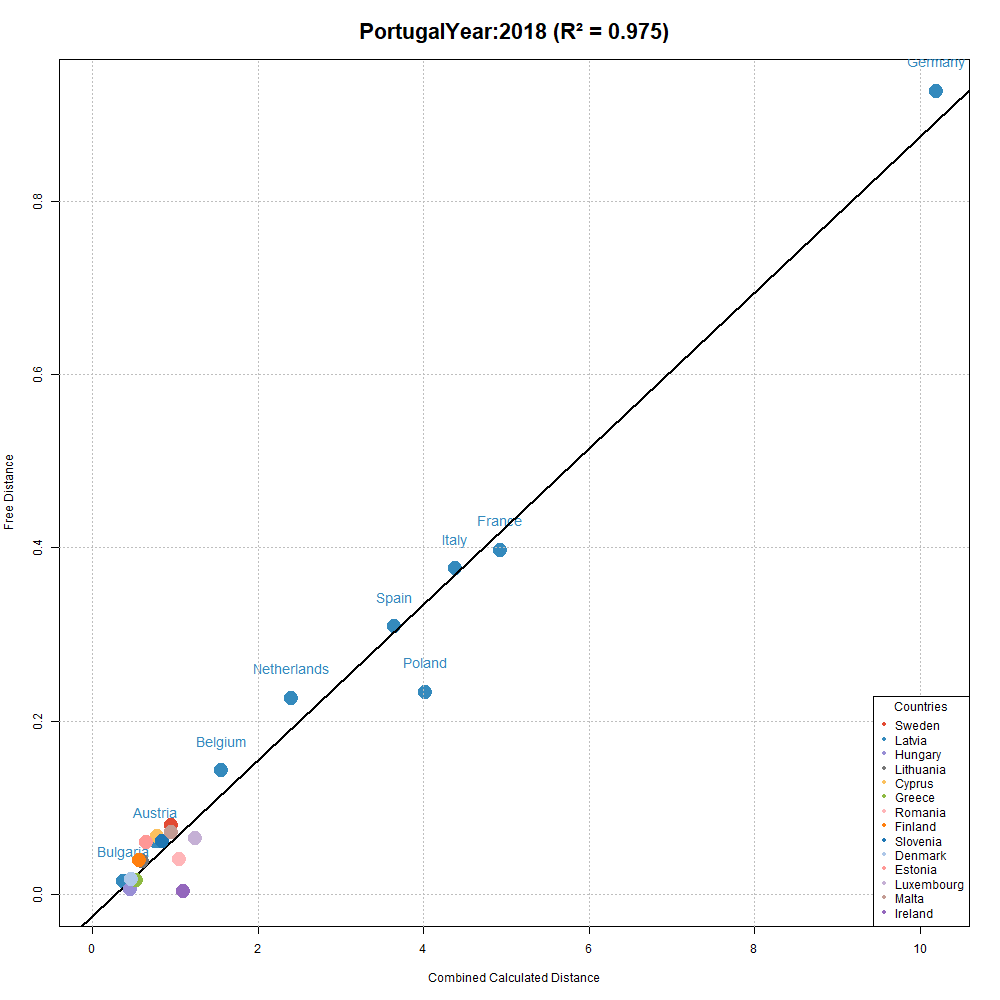 PortugalYear:2018 (R² = 0.975)
Germany
France
Italy
Spain
Poland
Netherlands
Belgium
Austria
Bulgaria
0.8
0.6
0.4
0.2
0.0
Free Distance
0 2 4 6 8 10
Combined Calculated Distance
Countries
Sweden
Latvia
Hungary
Lithuania
Cyprus
Greece
Romania
Finland
Slovenia
Denmark
Estonia
Luxembourg
Malta
Ireland